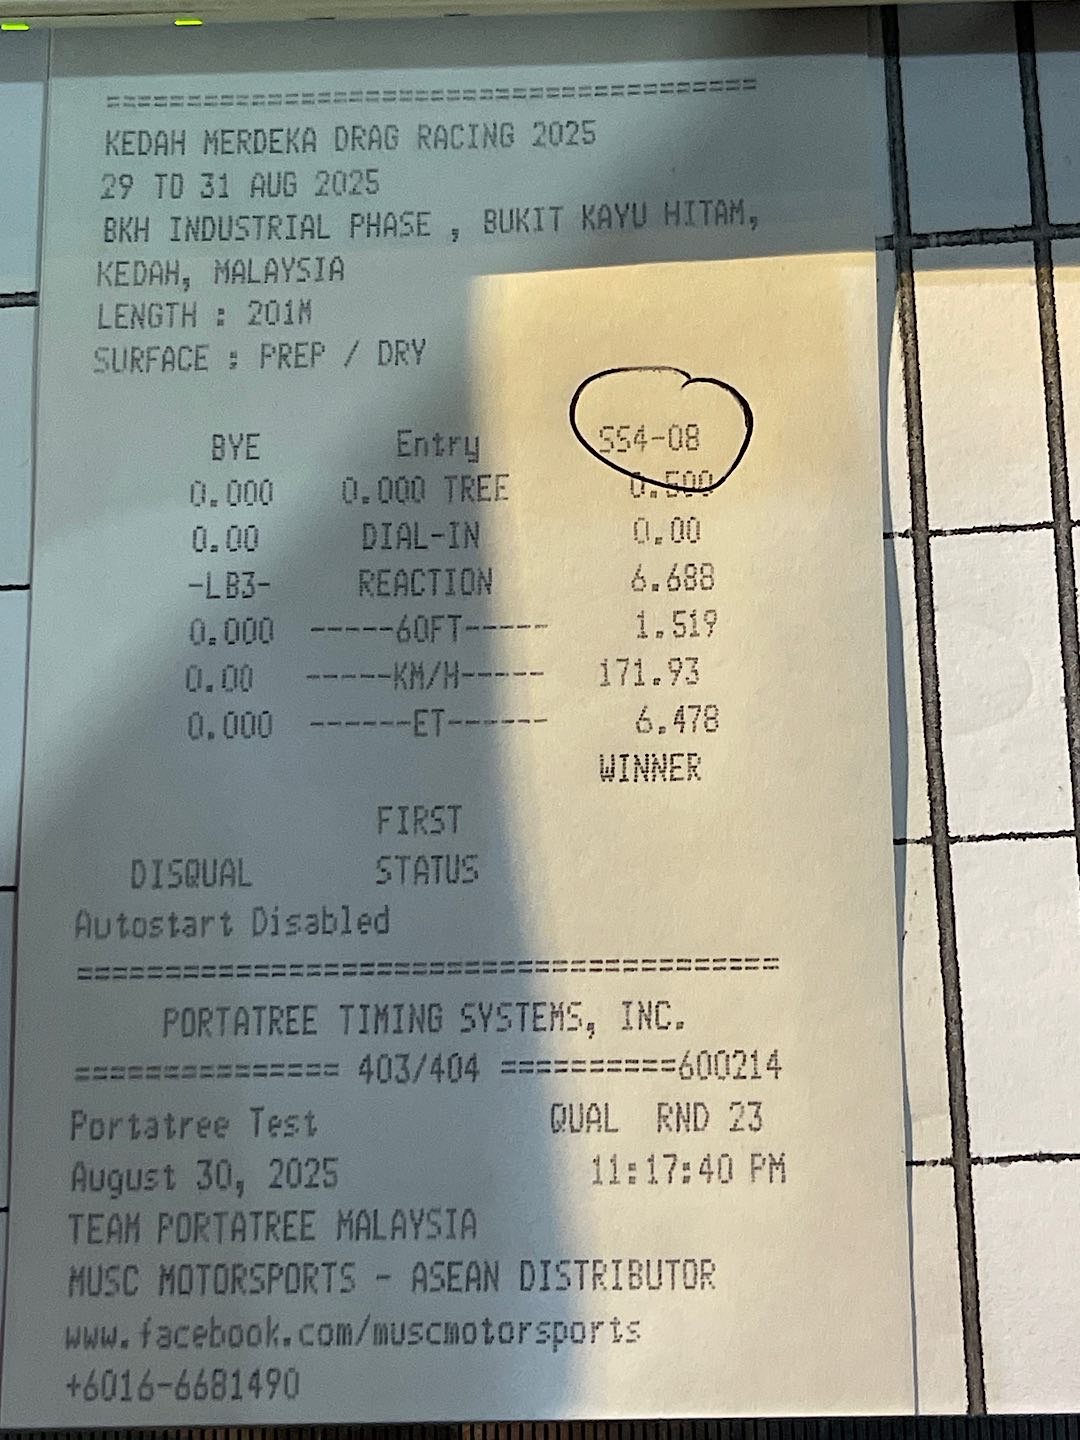 ========================================
KEDAH MERDEKA DRAG RACING 2025
29 TO 31 AUG 2025
BKH INDUSTRIAL PHASE , BUKIT KAYU HITAM,
KEDAH, MALAYSIA
LENGTH : 201M
SURFACE : PREP / DRY
BYE Entry SS4-08
0.000 0.000 TREE 0.500
0.00 DIAL-IN 0.00
-LB3- REACTION 6.688
0.000 -----60FT----- 1.519
0.00 -----KM/H----- 171.93
0.000 ------ET------ 6.478
WINNER
FIRST
DISQUAL STATUS
Autostart Disabled
========================================
PORTATREE TIMING SYSTEMS, INC.
=============== 403/404 ==========600214
Portatree Test QUAL RND 23
August 30, 2025 11:17:40 PM
TEAM PORTATREE MALAYSIA
MUSC MOTORSPORTS - ASEAN DISTRIBUTOR
www.facebook.com/muscmotorsports
+6016-6681490